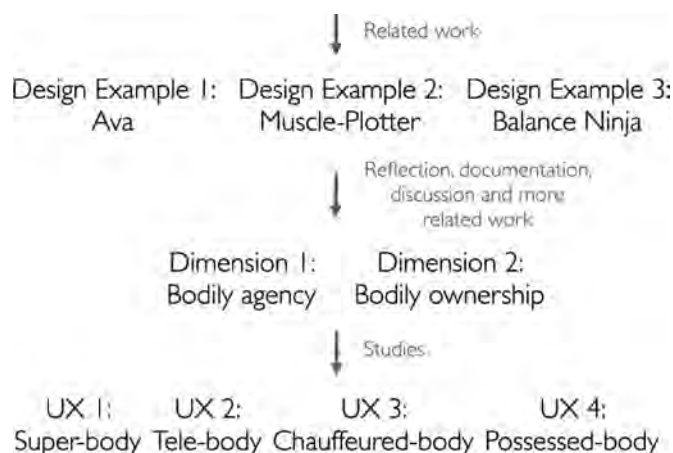 Related work
Design Example 1: Design Example 2: Design Example 3:
Ava Muscle-Plotter Balance Ninja
Reflection, documentation,
discussion and more
related work
Dimension 1: Dimension 2:
Bodily agency Bodily ownership
Studies
UX 1: UX 2: UX 3: UX 4:
Super-body Tele-body Chauffeured-body Possessed-body